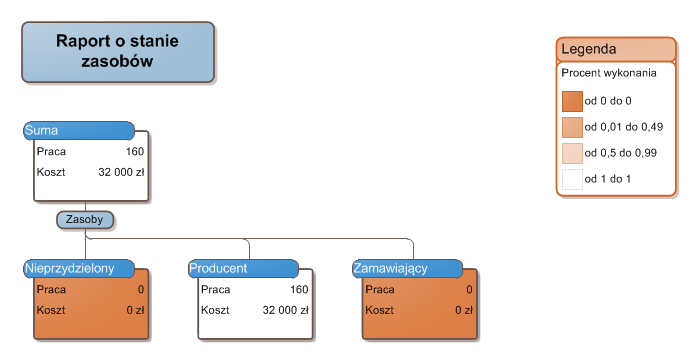 Raport o stanie
zasobów
Legenda
Procent wykonania
od 0 do 0
od 0,01 do 0,49
od 0,5 do 0,99
od 1 do 1
Suma
Praca 160
Koszt 32 000 zł
Zasoby
Nieprzydzielony
Praca 0
Koszt 0 zł
Producent
Praca 160
Koszt 32 000 zł
Zamawiający
Praca 0
Koszt 0 zł